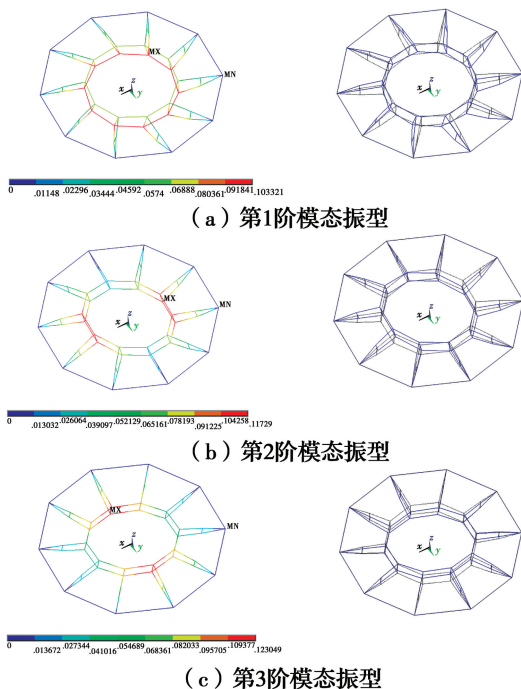 MX
MN
z
x
y
0 .02296 .04592 .06888 .091841
.01148 .03444 .0574 .080361 .103321
（a）第1阶模态振型
MX
MN
z
x
y
0 .026064 .052129 .078193 .104258
.013032 .039097 .065161 .091225 .11729
（b）第2阶模态振型
MX
MN
z
x
y
0 .027344 .054689 .082033 .109377
.013672 .041016 .068361 .095705 .123049
（c）第3阶模态振型